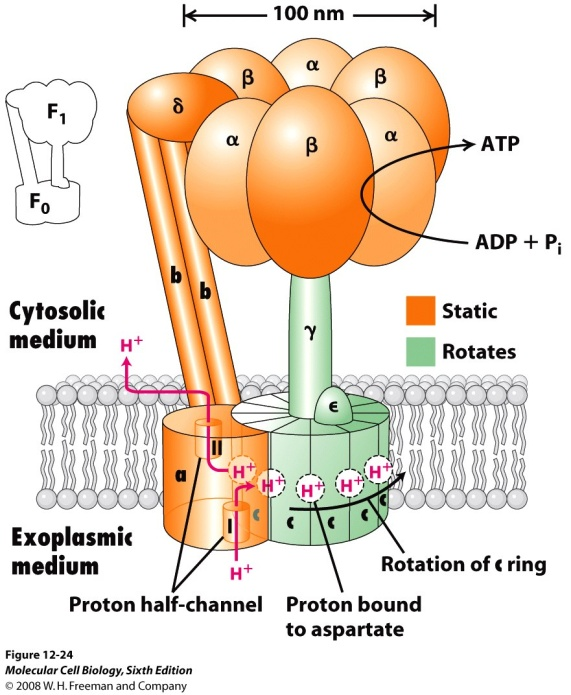 100 nm
F1
F0
δ
β
α
β
α
β
α
ATP
ADP + Pi
b
b
Cytosolic
medium
H+
γ
Static
Rotates
ϵ
II
a
H+
H+
H+
H+
H+
I
c
c
c
c
c
Exoplasmic
medium
H+
Rotation of c ring
Proton half-channel
Proton bound
to aspartate
Figure 12-24
Molecular Cell Biology, Sixth Edition
© 2008 W. H. Freeman and Company